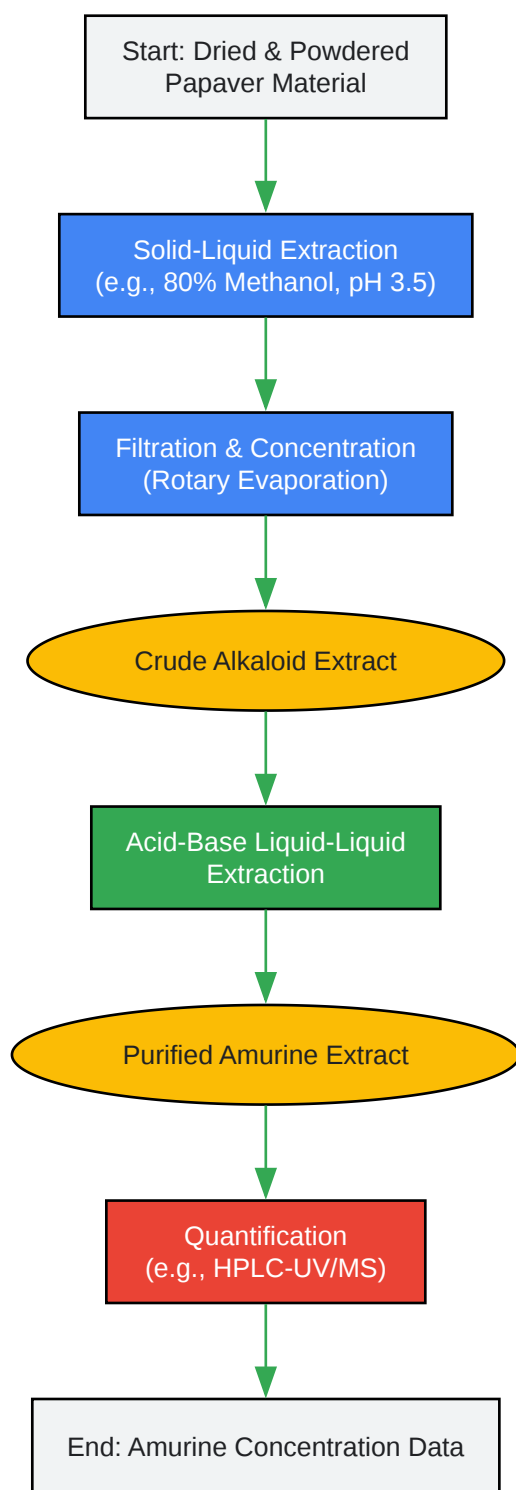 Start: Dried & Powdered
Papaver Material
Solid-Liquid Extraction
(e.g., 80% Methanol, pH 3.5)
Filtration & Concentration
(Rotary Evaporation)
Crude Alkaloid Extract
Acid-Base Liquid-Liquid
Extraction
Purified Amurine Extract
Quantification
(e.g., HPLC-UV/MS)
End: Amurine Concentration Data